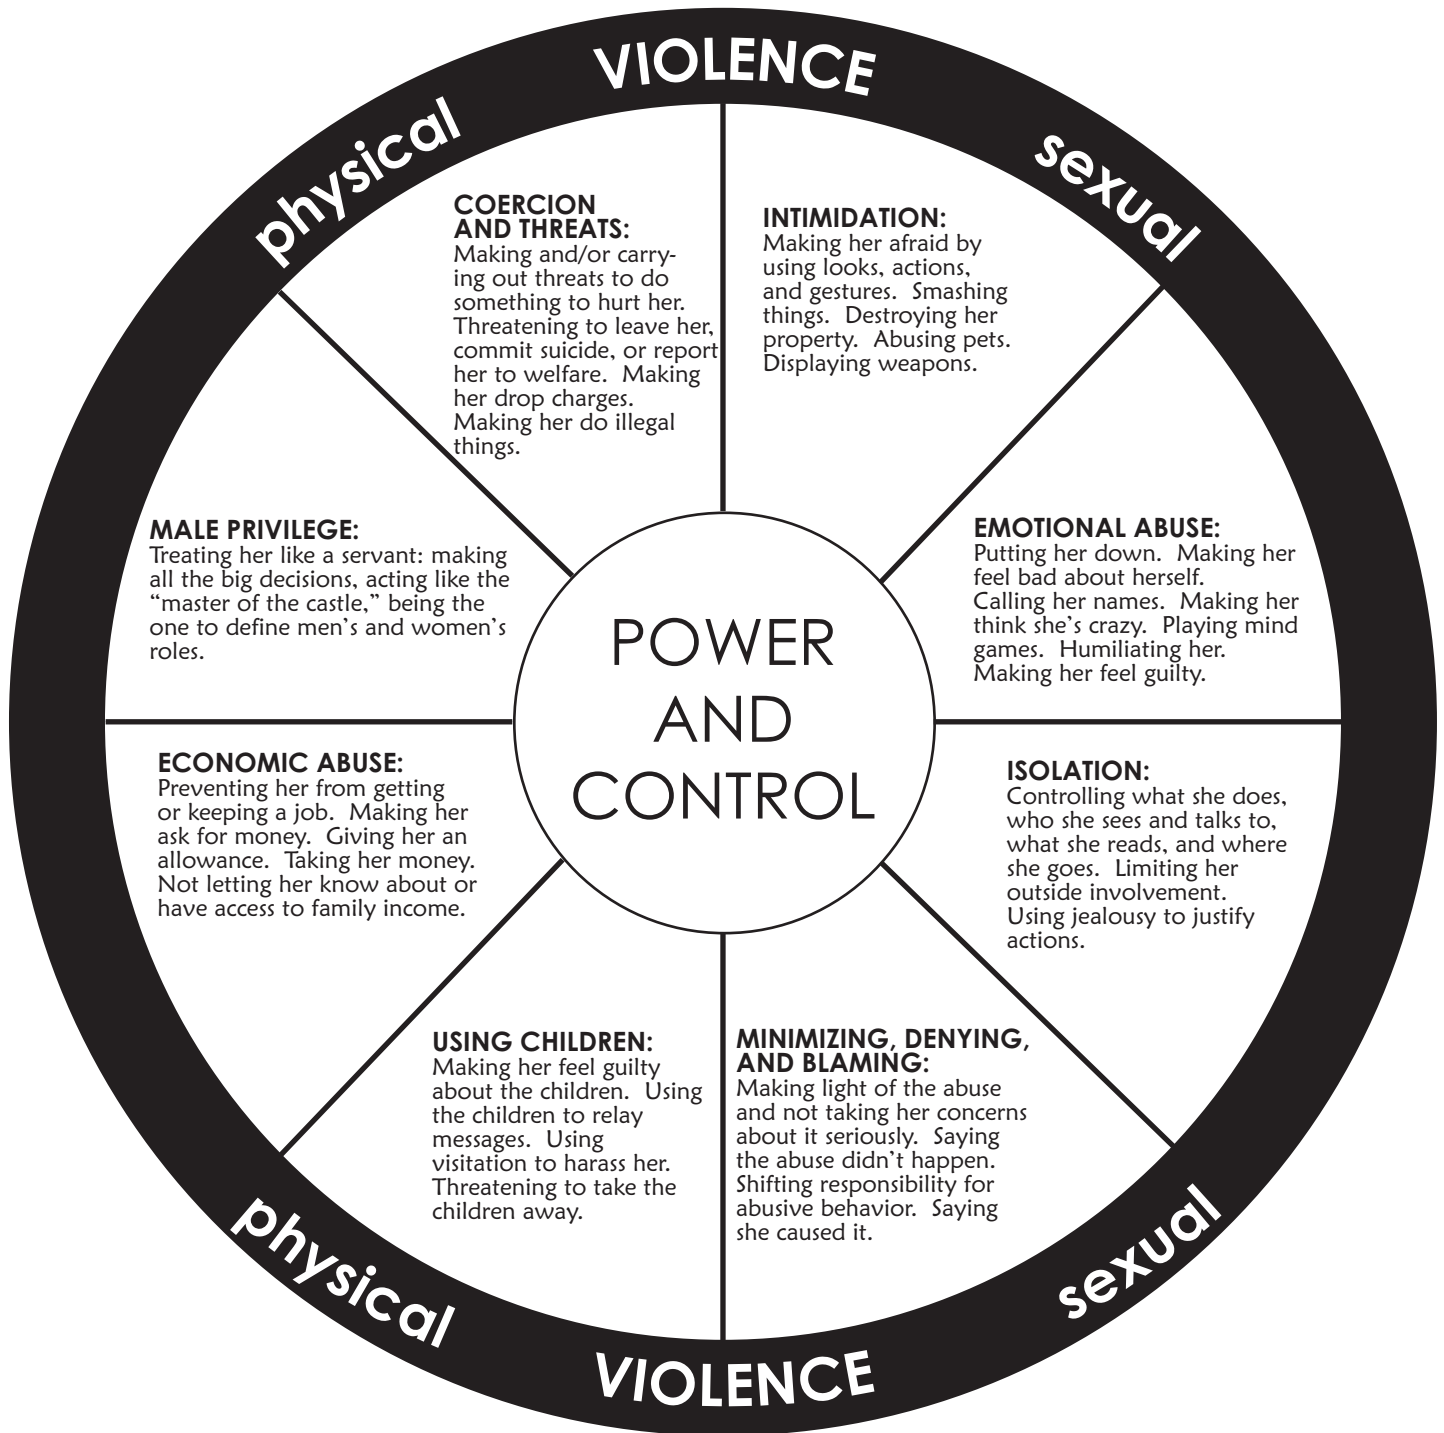 VIOLENCE
physical
sexual
COERCION
AND THREATS:
Making and/or carry-
ing out threats to do
something to hurt her.
Threatening to leave her,
commit suicide, or report
her to welfare.  Making
her drop charges.
Making her do illegal
things.
INTIMIDATION:
Making her afraid by
using looks, actions,
and gestures.  Smashing
things.  Destroying her
property.  Abusing pets.
Displaying weapons.
MALE PRIVILEGE:
Treating her like a servant: making
all the big decisions, acting like the
“master of the castle,” being the
one to define men’s and women’s
roles.
EMOTIONAL ABUSE:
Putting her down.  Making her
feel bad about herself.
Calling her names.  Making her
think she’s crazy.  Playing mind
games.  Humiliating her.
Making her feel guilty.
POWER
AND
CONTROL
ECONOMIC ABUSE:
Preventing her from getting
or keeping a job.  Making her
ask for money.  Giving her an
allowance.  Taking her money.
Not letting her know about or
have access to family income.
ISOLATION:
Controlling what she does,
who she sees and talks to,
what she reads, and where
she goes.  Limiting her
outside involvement.
Using jealousy to justify
actions.
USING CHILDREN:
Making her feel guilty
about the children.  Using
the children to relay
messages.  Using
visitation to harass her.
Threatening to take the
children away.
MINIMIZING, DENYING,
AND BLAMING:
Making light of the abuse
and not taking her concerns
about it seriously.  Saying
the abuse didn’t happen.
Shifting responsibility for
abusive behavior.  Saying
she caused it.
physical
sexual
VIOLENCE